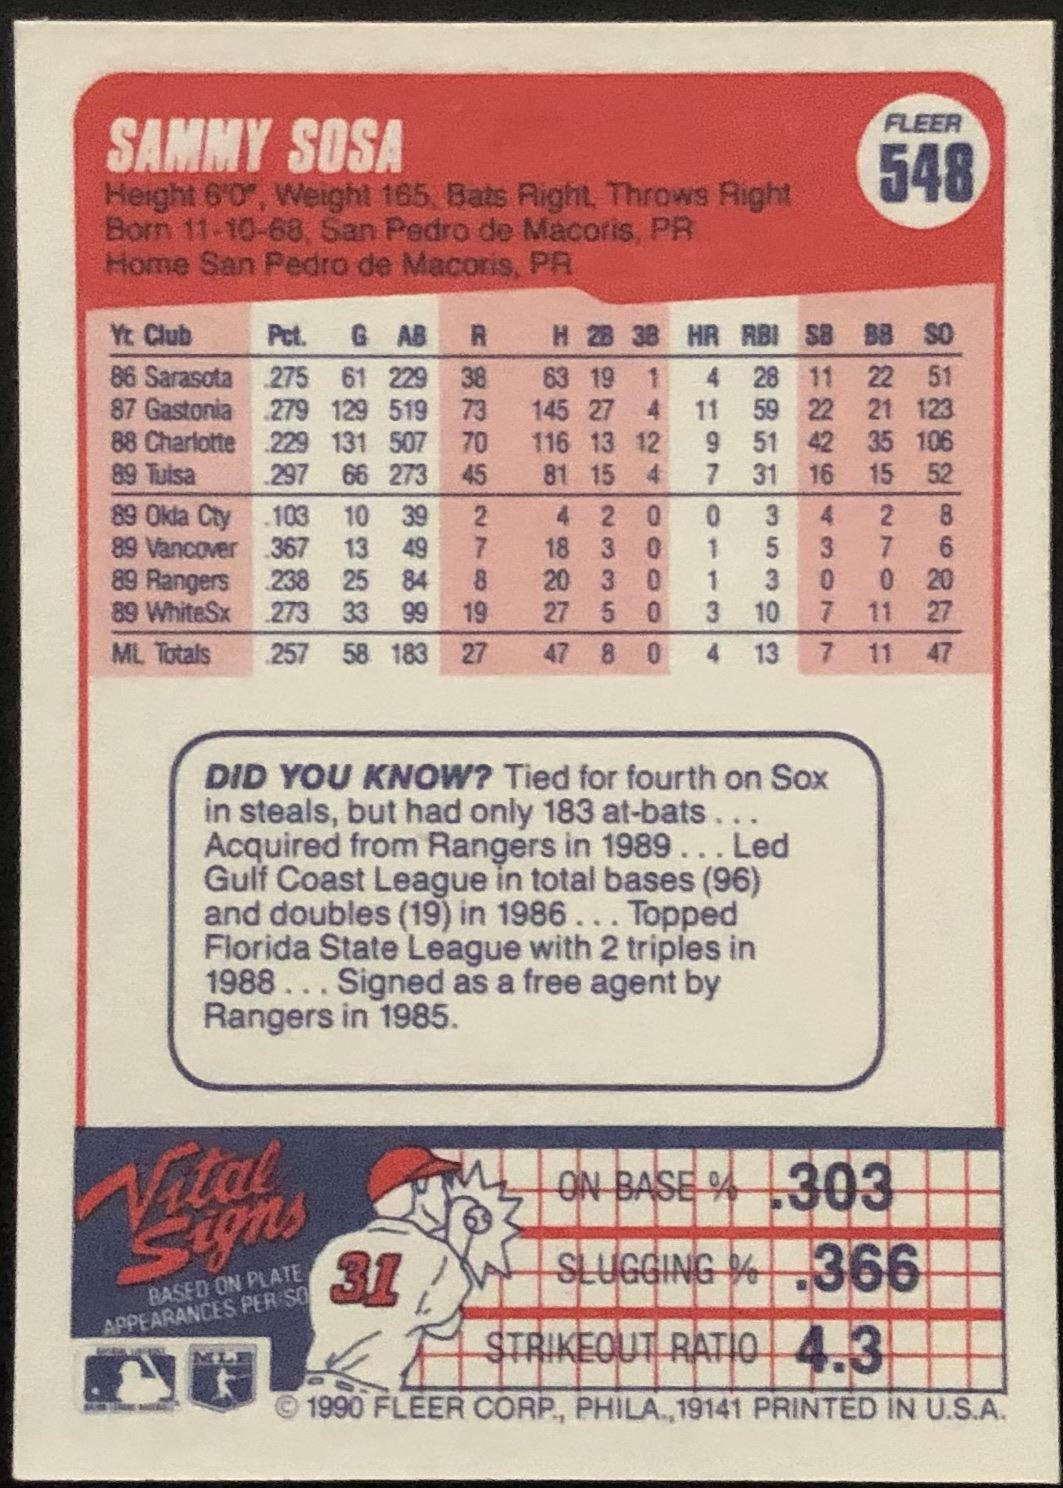 SAMMY SOSA
FLEER
548
Height 6'0", Weight 165, Bats Right, Throws Right
Born 11-10-68, San Pedro de Macoris, PR
Home San Pedro de Macoris, PR
Yr. Club Pct. G AB R H 2B 3B HR RBI SB BB SO
86 Sarasota .275 61 229 38 63 19 1 4 28 11 22 51
87 Gastonia .279 129 519 73 145 27 4 11 59 22 21 123
88 Charlotte .229 131 507 70 116 13 12 9 51 42 35 106
89 Tulsa .297 66 273 45 81 15 4 7 31 16 15 52
89 Okla Cty .103 10 39 2 4 2 0 0 3 4 2 8
89 Vancover .367 13 49 7 18 3 0 1 5 3 7 6
89 Rangers .238 25 84 8 20 3 0 1 3 0 0 20
89 WhiteSx .273 33 99 19 27 5 0 3 10 7 11 27
ML Totals .257 58 183 27 47 8 0 4 13 7 11 47
DID YOU KNOW? Tied for fourth on Sox
in steals, but had only 183 at-bats . . .
Acquired from Rangers in 1989 . . . Led
Gulf Coast League in total bases (96)
and doubles (19) in 1986 . . . Topped
Florida State League with 2 triples in
1988 . . . Signed as a free agent by
Rangers in 1985.
Vital
Signs
BASED ON PLATE
APPEARANCES PER SO
31
ON BASE % .303
SLUGGING % .366
STRIKEOUT RATIO 4.3
© 1990 FLEER CORP., PHILA., 19141 PRINTED IN U.S.A.